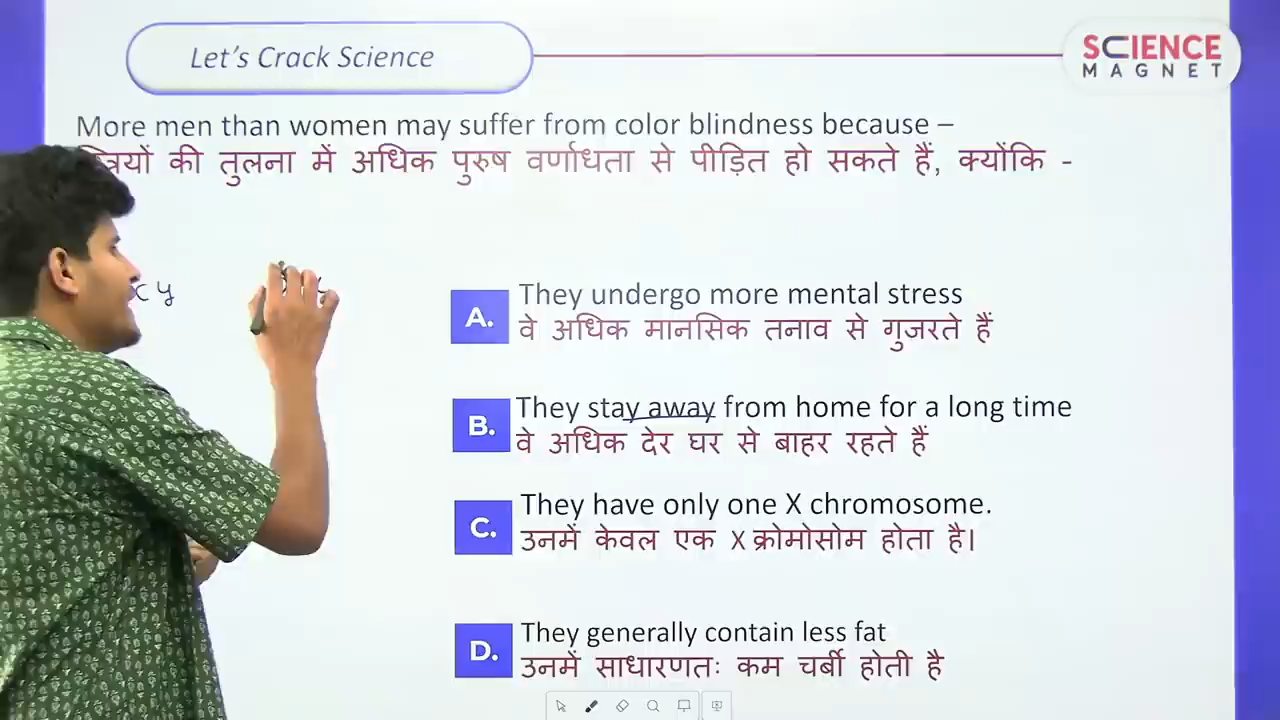 Let's Crack Science
SCIENCE
MAGNET
More men than women may suffer from color blindness because –
की तुलना में अधिक पुरुष वर्णाधता से पीड़ित हो सकते हैं, क्योंकि -
x y
A.
They undergo more mental stress
वे अधिक मानसिक तनाव से गुजरते हैं
B.
They stay away from home for a long time
वे अधिक देर घर से बाहर रहते हैं
C.
They have only one X chromosome.
उनमें केवल एक X क्रोमोसोम होता है।
D.
They generally contain less fat
उनमें साधारणतः कम चर्बी होती है